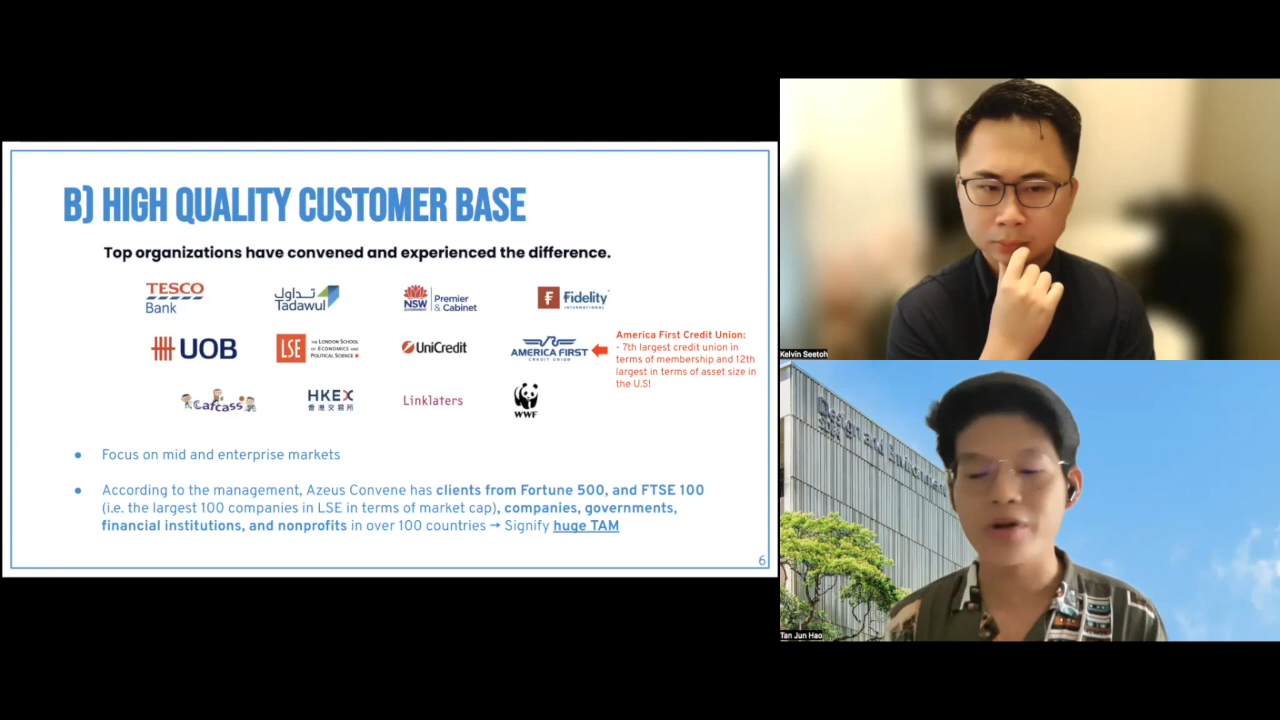 B) HIGH QUALITY CUSTOMER BASE
Top organizations have convened and experienced the difference.
TESCO
Bank
تداول
Tadawul
NSW
GOVERNMENT
Premier
& Cabinet
Fidelity
INTERNATIONAL
UOB
LSE
THE LONDON SCHOOL
OF ECONOMICS AND
POLITICAL SCIENCE
UniCredit
AMERICA FIRST
CREDIT UNION
America First Credit Union:
- 7th largest credit union in
terms of membership and 12th
largest in terms of asset size in
the U.S!
Cafcass
HKEX
香港交易所
Linklaters
WWF
● Focus on mid and enterprise markets
● According to the management, Azeus Convene has clients from Fortune 500, and FTSE 100
(i.e. the largest 100 companies in LSE in terms of market cap), companies, governments,
financial institutions, and nonprofits in over 100 countries → Signify huge TAM
6
Kelvin Seetoh
Design and Environment
SDE4
Tan Jun Hao